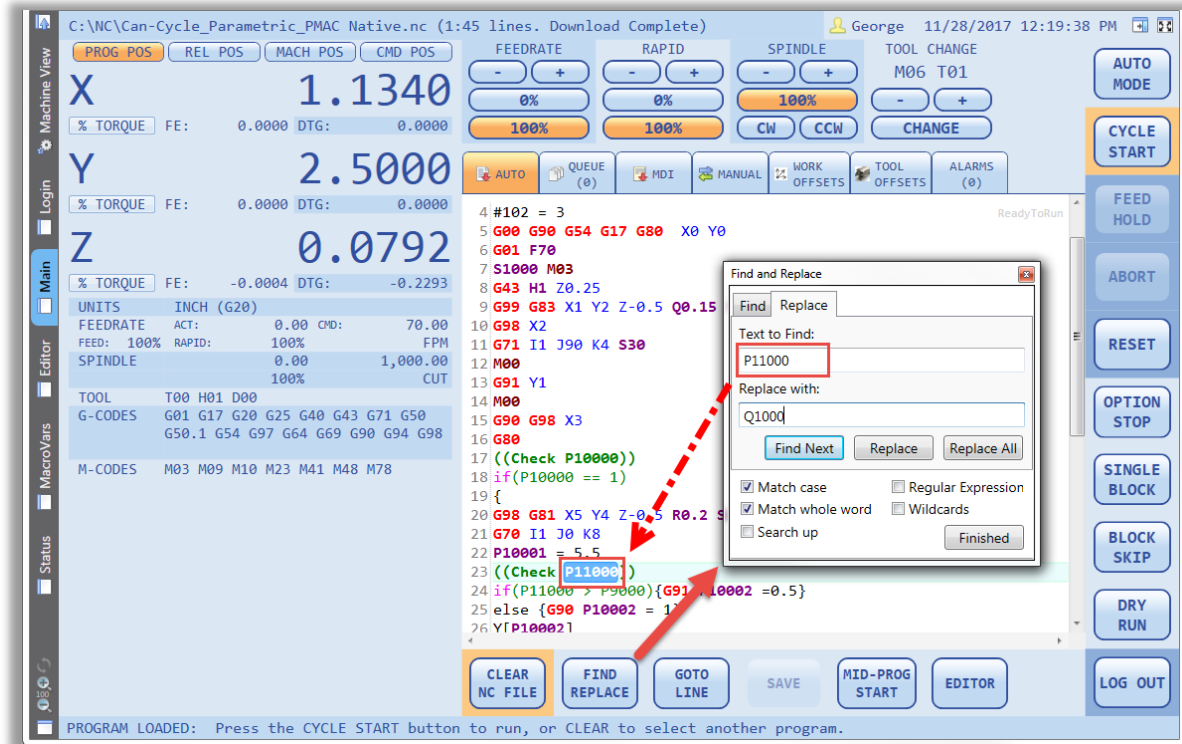 C:\NC\Can-Cycle_Parametric_PMAC Native.nc (1:45 lines. Download Complete)
George 11/28/2017 12:19:38 PM
Machine View
Login
Main
Editor
MacroVars
Status
100%
PROG POS REL POS MACH POS CMD POS
X 1.1340
% TORQUE FE: 0.0000 DTG: 0.0000
Y 2.5000
% TORQUE FE: 0.0000 DTG: 0.0000
Z 0.0792
% TORQUE FE: -0.0004 DTG: -0.2293
UNITS INCH (G20)
FEEDRATE ACT: 0.00 CMD: 70.00
FEED: 100% RAPID: 100% FPM
SPINDLE 0.00 1,000.00
100% CUT
TOOL T00 H01 D00
G-CODES G01 G17 G20 G25 G40 G43 G71 G50
G50.1 G54 G97 G64 G69 G90 G94 G98
M-CODES M03 M09 M10 M23 M41 M48 M78
FEEDRATE RAPID SPINDLE TOOL CHANGE
- + - + - + M06 T01
0% 0% 100% - +
100% 100% CW CCW CHANGE
AUTO QUEUE (0) MDI MANUAL WORK OFFSETS TOOL OFFSETS ALARMS (0)
ReadyToRun
4 #102 = 3
5 G00 G90 G54 G17 G80 X0 Y0
6 G01 F70
7 S1000 M03
8 G43 H1 Z0.25
9 G99 G83 X1 Y2 Z-0.5 Q0.15
10 G98 X2
11 G71 I1 J90 K4 S30
12 M00
13 G91 Y1
14 M00
15 G90 G98 X3
16 G80
17 ((Check P10000))
18 if(P10000 == 1)
19 {
20 G98 G81 X5 Y4 Z-0.5 R0.2 S
21 G70 I1 J0 K8
22 P10001 = 5.5
23 ((Check P11000))
24 if(P11000 > P9000){G91 P10002 =0.5}
25 else {G90 P10002 = 1}
26 Y[P10002]
Find and Replace
Find Replace
Text to Find:
P11000
Replace with:
Q1000
Find Next Replace Replace All
Match case Regular Expression
Match whole word Wildcards
Search up Finished
AUTO MODE
CYCLE START
FEED HOLD
ABORT
RESET
OPTION STOP
SINGLE BLOCK
BLOCK SKIP
DRY RUN
LOG OUT
CLEAR NC FILE FIND REPLACE GOTO LINE SAVE MID-PROG START EDITOR
PROGRAM LOADED: Press the CYCLE START button to run, or CLEAR to select another program.